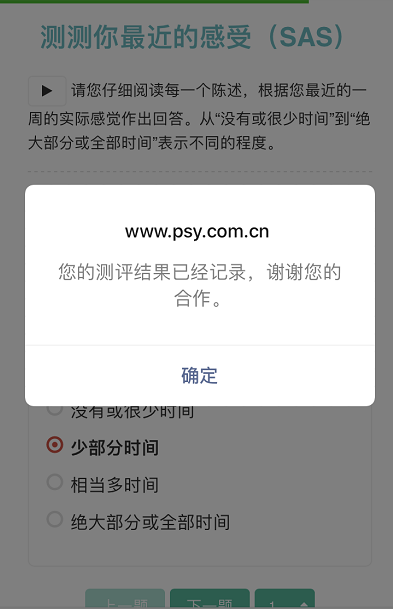 测测你最近的感受（SAS）
请您仔细阅读每一个陈述，根据您最近的一
周的实际感觉作出回答。从“没有或很少时间”到“绝
大部分或全部时间”表示不同的程度。
www.psy.com.cn
您的测评结果已经记录，谢谢您的
合作。
确定
没有或很少时间
少部分时间
相当多时间
绝大部分或全部时间
上一题 下一题 1